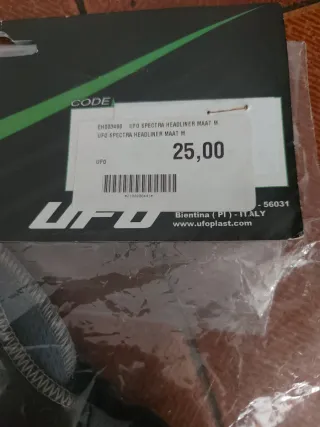 CODE
UFO SPECTRA HEADLINER MAAT M
UFO SPECTRA HEADLINER MAAT M
UFO
25,00
UFO
- 56031
Bientina ( PI ) - ITALY
www.ufoplast.com